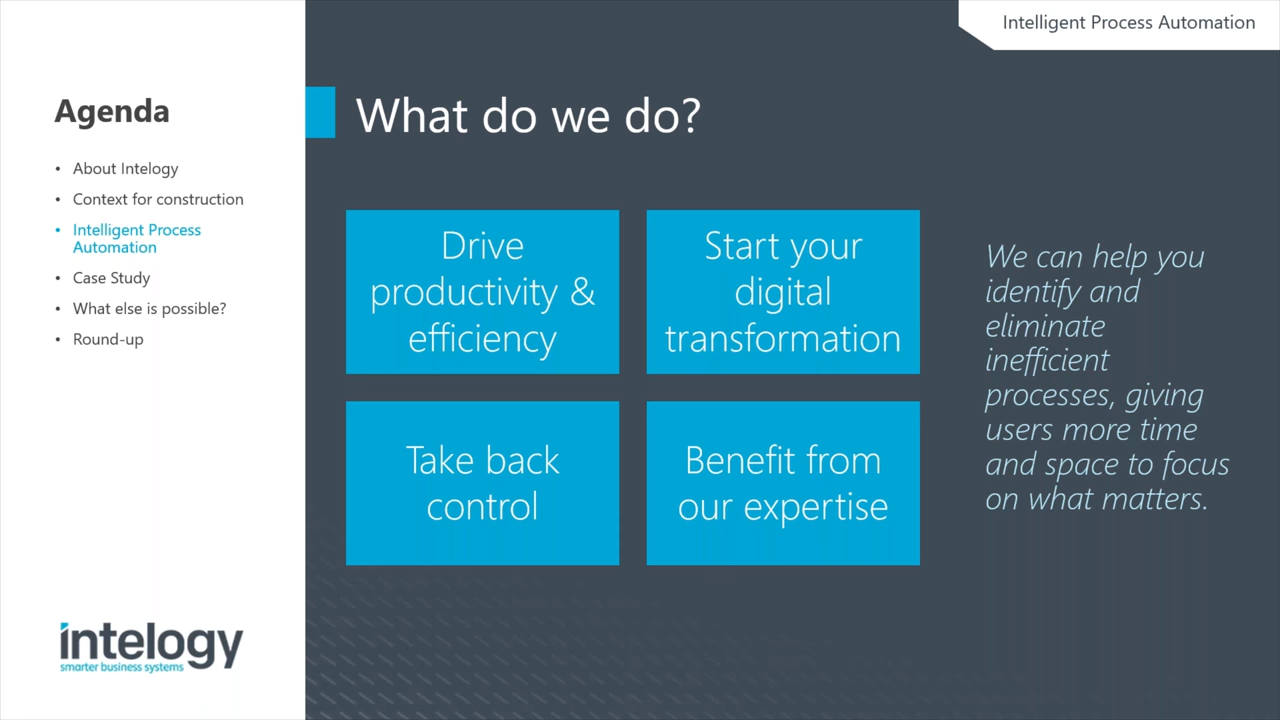 Intelligent Process Automation
Agenda
• About Intelogy
• Context for construction
• Intelligent Process
Automation
• Case Study
• What else is possible?
• Round-up
What do we do?
Drive
productivity &
efficiency
Start your
digital
transformation
Take back
control
Benefit from
our expertise
We can help you
identify and
eliminate
inefficient
processes, giving
users more time
and space to focus
on what matters.
intelogy
smarter business systems